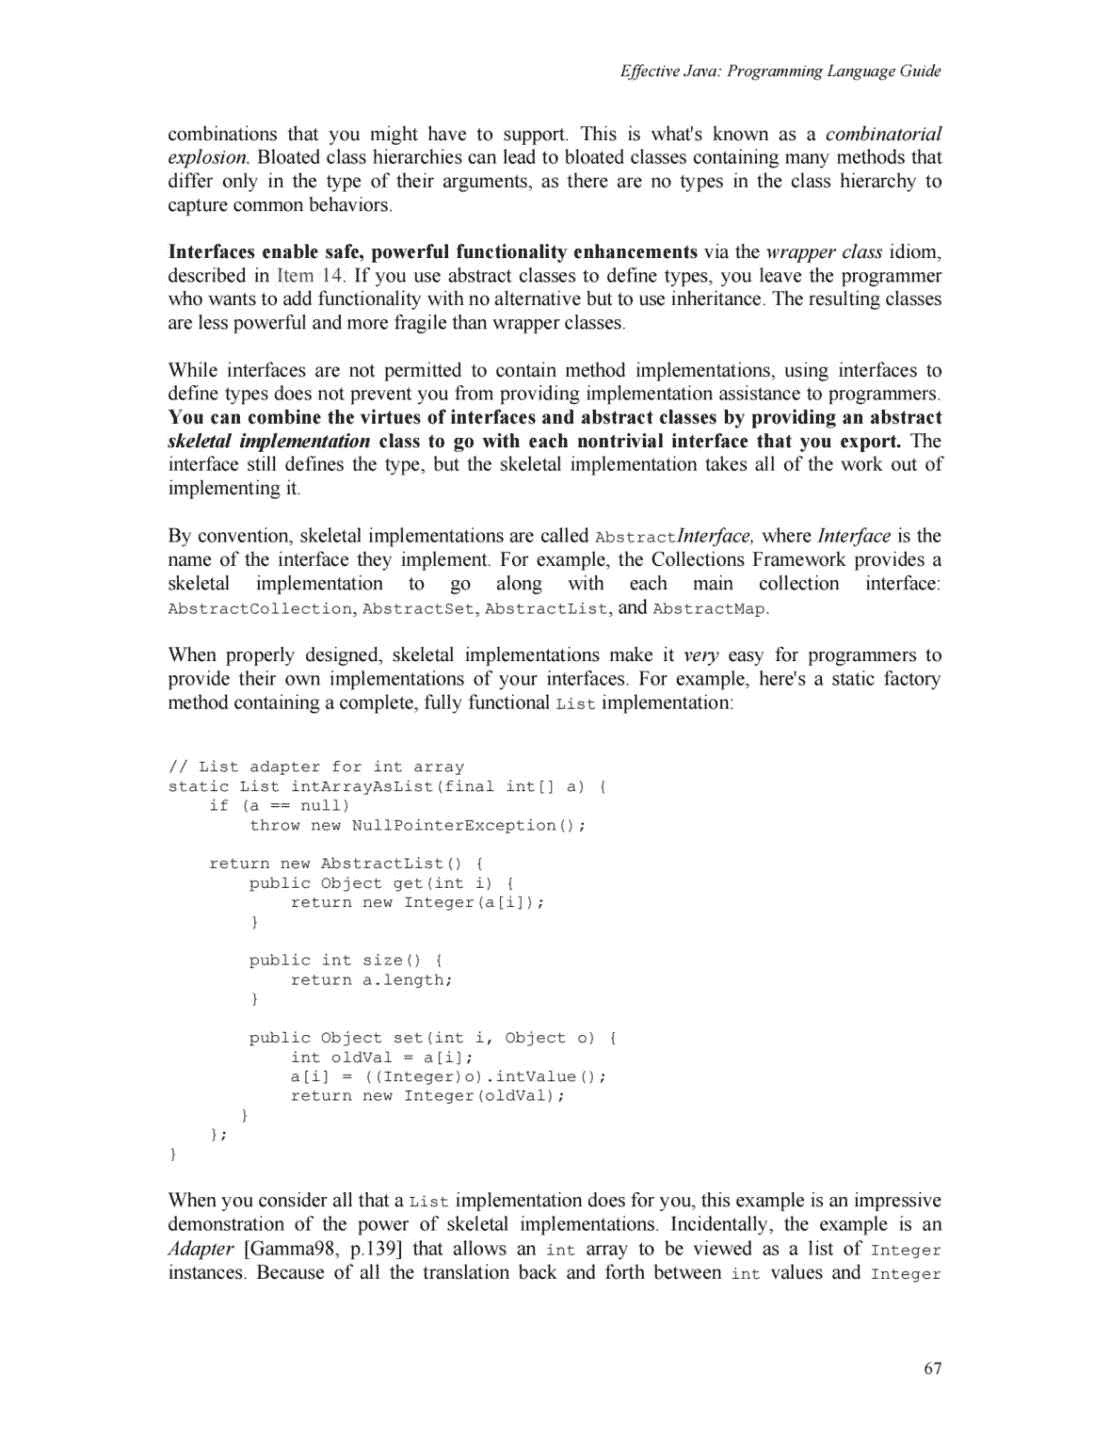 Effective Java: Programming Language Guide
combinations that you might have to support. This is what's known as a combinatorial
explosion. Bloated class hierarchies can lead to bloated classes containing many methods that
differ only in the type of their arguments, as there are no types in the class hierarchy to
capture common behaviors.
Interfaces enable safe, powerful functionality enhancements via the wrapper class idiom,
described in Item 14. If you use abstract classes to define types, you leave the programmer
who wants to add functionality with no alternative but to use inheritance. The resulting classes
are less powerful and more fragile than wrapper classes.
While interfaces are not permitted to contain method implementations, using interfaces to
define types does not prevent you from providing implementation assistance to programmers.
You can combine the virtues of interfaces and abstract classes by providing an abstract
skeletal implementation class to go with each nontrivial interface that you export. The
interface still defines the type, but the skeletal implementation takes all of the work out of
implementing it.
By convention, skeletal implementations are called AbstractInterface, where Interface is the
name of the interface they implement. For example, the Collections Framework provides a
skeletal implementation to go along with each main collection interface:
AbstractCollection, AbstractSet, AbstractList, and AbstractMap.
When properly designed, skeletal implementations make it very easy for programmers to
provide their own implementations of your interfaces. For example, here's a static factory
method containing a complete, fully functional List implementation:
// List adapter for int array
static List intArrayAsList(final int[] a) {
    if (a == null)
        throw new NullPointerException();
    return new AbstractList() {
        public Object get(int i) {
            return new Integer(a[i]);
        }
        public int size() {
            return a.length;
        }
        public Object set(int i, Object o) {
            int oldVal = a[i];
            a[i] = ((Integer)o).intValue();
            return new Integer(oldVal);
       }
    };
}
When you consider all that a List implementation does for you, this example is an impressive
demonstration of the power of skeletal implementations. Incidentally, the example is an
Adapter [Gamma98, p.139] that allows an int array to be viewed as a list of Integer
instances. Because of all the translation back and forth between int values and Integer
67